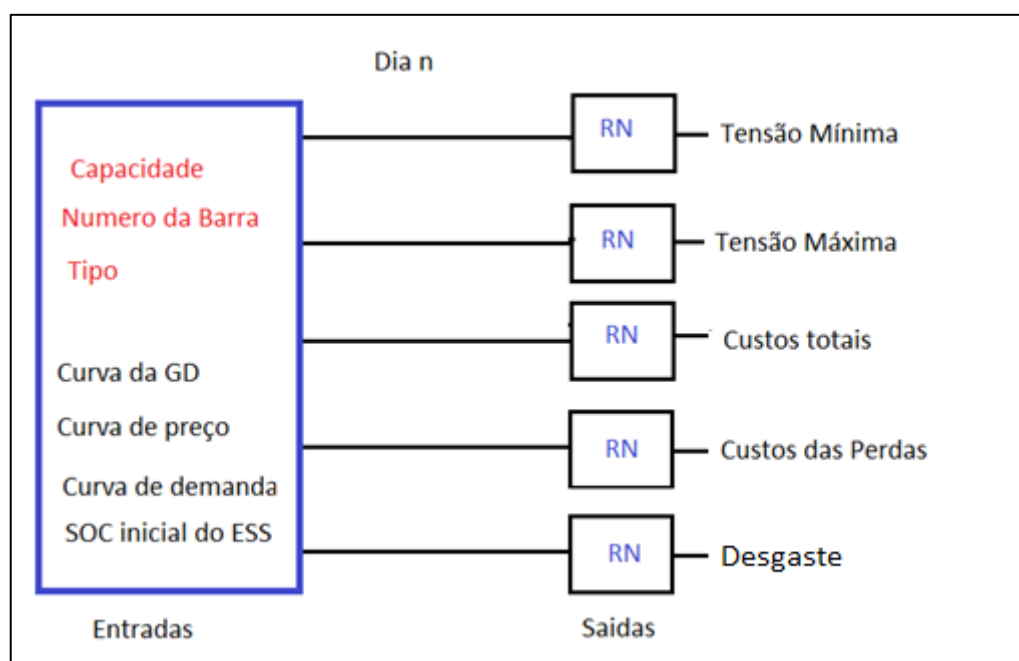 Dia n
Capacidade
Numero da Barra
Tipo
Curva da GD
Curva de preço
Curva de demanda
SOC inicial do ESS
Entradas
RN
Tensão Mínima
RN
Tensão Máxima
RN
Custos totais
RN
Custos das Perdas
RN
Desgaste
Saidas